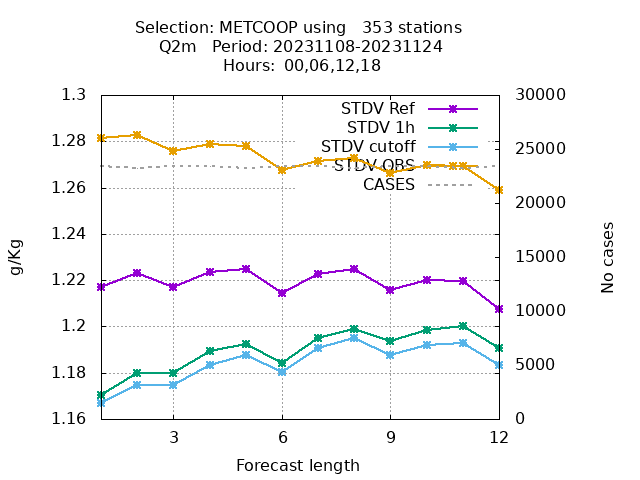 Selection: METCOOP using   353 stations
Q2m   Period: 20231108-20231124
Hours: 00,06,12,18
1.3
1.28
1.26
1.24
1.22
1.2
1.18
1.16
g/Kg
STDV Ref
STDV 1h
STDV cutoff
STDV OBS
CASES
30000
25000
20000
15000
10000
5000
0
No cases
3
6
9
12
Forecast length